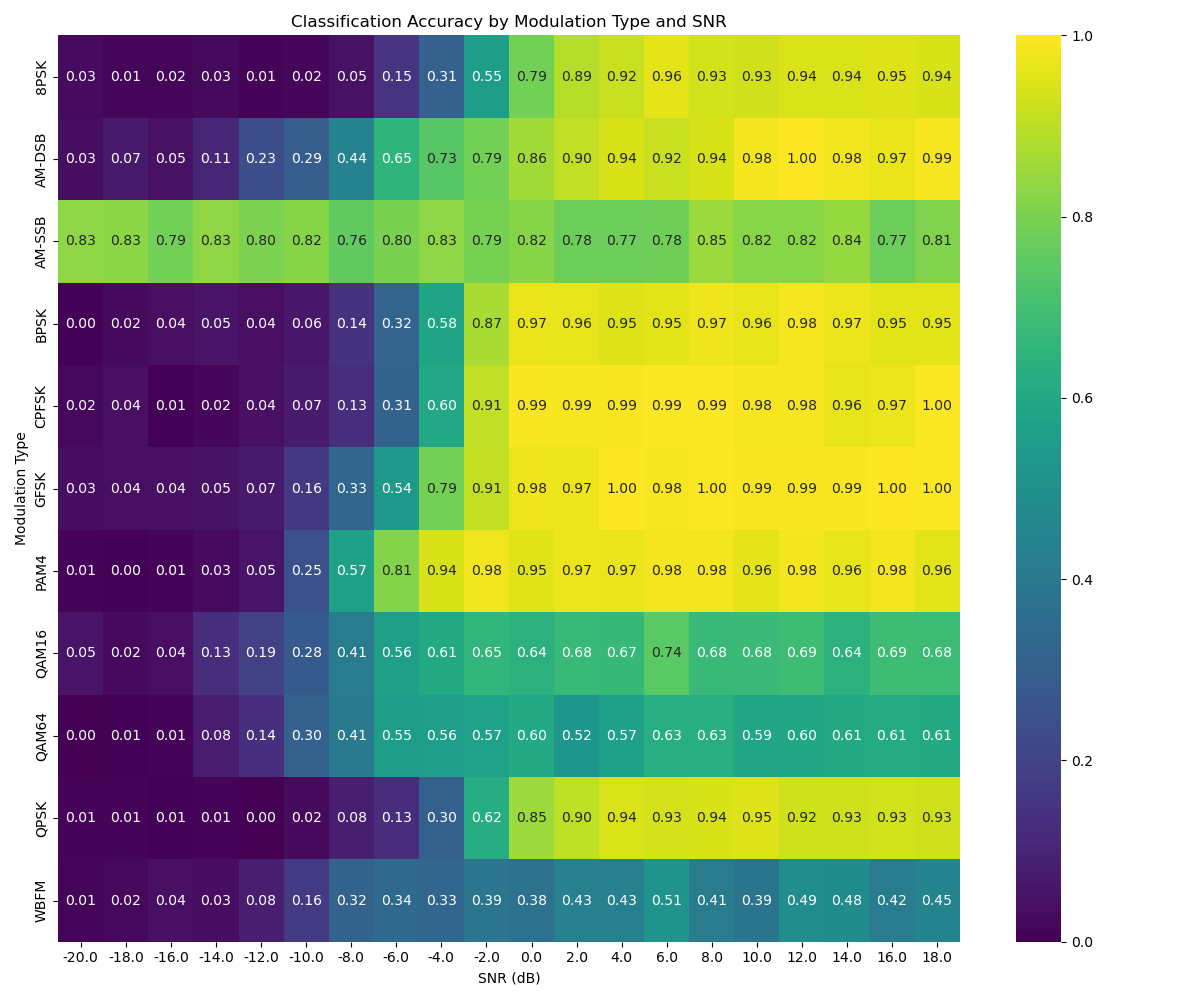 Classification Accuracy by Modulation Type and SNR
8PSK 0.03 0.01 0.02 0.03 0.01 0.02 0.05 0.15 0.31 0.55 0.79 0.89 0.92 0.96 0.93 0.93 0.94 0.94 0.95 0.94
AM-DSB 0.03 0.07 0.05 0.11 0.23 0.29 0.44 0.65 0.73 0.79 0.86 0.90 0.94 0.92 0.94 0.98 1.00 0.98 0.97 0.99
AM-SSB 0.83 0.83 0.79 0.83 0.80 0.82 0.76 0.80 0.83 0.79 0.82 0.78 0.77 0.78 0.85 0.82 0.82 0.84 0.77 0.81
BPSK 0.00 0.02 0.04 0.05 0.04 0.06 0.14 0.32 0.58 0.87 0.97 0.96 0.95 0.95 0.97 0.96 0.98 0.97 0.95 0.95
CPFSK 0.02 0.04 0.01 0.02 0.04 0.07 0.13 0.31 0.60 0.91 0.99 0.99 0.99 0.99 0.99 0.98 0.98 0.96 0.97 1.00
GFSK 0.03 0.04 0.04 0.05 0.07 0.16 0.33 0.54 0.79 0.91 0.98 0.97 1.00 0.98 1.00 0.99 0.99 0.99 1.00 1.00
PAM4 0.01 0.00 0.01 0.03 0.05 0.25 0.57 0.81 0.94 0.98 0.95 0.97 0.97 0.98 0.98 0.96 0.98 0.96 0.98 0.96
QAM16 0.05 0.02 0.04 0.13 0.19 0.28 0.41 0.56 0.61 0.65 0.64 0.68 0.67 0.74 0.68 0.68 0.69 0.64 0.69 0.68
QAM64 0.00 0.01 0.01 0.08 0.14 0.30 0.41 0.55 0.56 0.57 0.60 0.52 0.57 0.63 0.63 0.59 0.60 0.61 0.61 0.61
QPSK 0.01 0.01 0.01 0.01 0.00 0.02 0.08 0.13 0.30 0.62 0.85 0.90 0.94 0.93 0.94 0.95 0.92 0.93 0.93 0.93
WBFM 0.01 0.02 0.04 0.03 0.08 0.16 0.32 0.34 0.33 0.39 0.38 0.43 0.43 0.51 0.41 0.39 0.49 0.48 0.42 0.45
-20.0 -18.0 -16.0 -14.0 -12.0 -10.0 -8.0 -6.0 -4.0 -2.0 0.0 2.0 4.0 6.0 8.0 10.0 12.0 14.0 16.0 18.0
SNR (dB)
Modulation Type
1.0
0.8
0.6
0.4
0.2
0.0